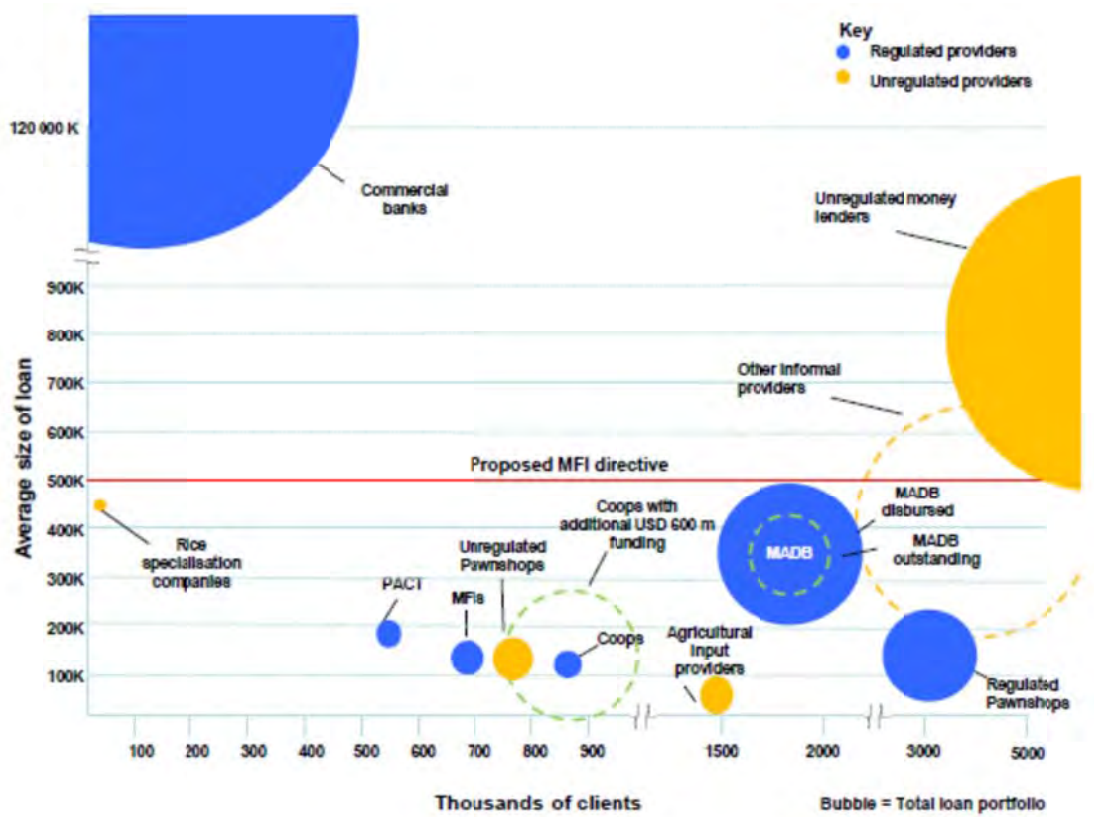 Key
Regulated providers
Unregulated providers
120 000 K
Commercial
banks
Unregulated money
lenders
900K
800K
700K
600K
500K
400K
300K
200K
100K
Average size of loan
Other informal
providers
Proposed MFI directive
Rice
specialisation
companies
PACT
MFIs
Unregulated
Pawnshops
Coops with
additional USD 600 m
funding
Coops
Agricultural
input
providers
MADB
MADB
disbursed
MADB
outstanding
Regulated
Pawnshops
100 200 300 400 500 600 700 800 900 1500 2000 3000 5000
Thousands of clients
Bubble = Total loan portfolio